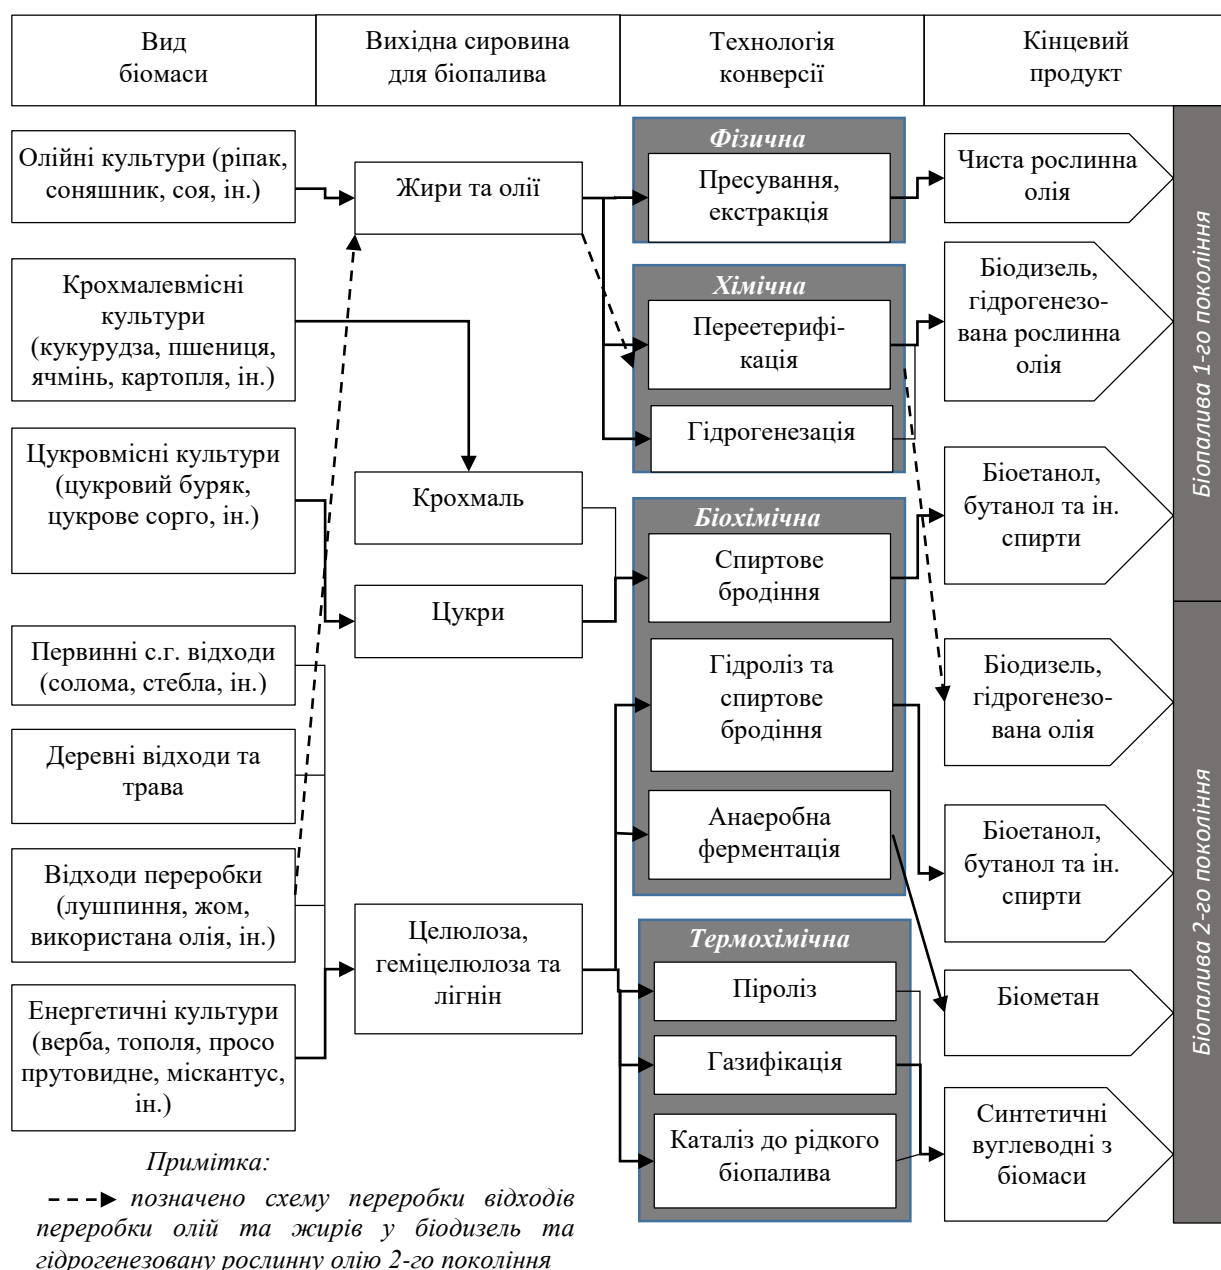 Вид
біомаси
Вихідна сировина
для біопалива
Технологія
конверсії
Кінцевий
продукт
Олійні культури (ріпак,
соняшник, соя, ін.)
Крохмалевмісні
культури
(кукурудза, пшениця,
ячмінь, картопля, ін.)
Цукровмісні культури
(цукровий буряк,
цукрове сорго, ін.)
Первинні с.г. відходи
(солома, стебла, ін.)
Деревні відходи та
трава
Відходи переробки
(лушпиння, жом,
використана олія, ін.)
Енергетичні культури
(верба, тополя, просо
прутовидне, міскантус,
ін.)
Жири та олії
Крохмаль
Цукри
Целюлоза,
геміцелюлоза та
лігнін
Фізична
Пресування,
екстракція
Хімічна
Переетерифі-
кація
Гідрогенезація
Біохімічна
Спиртове
бродіння
Гідроліз та
спиртове
бродіння
Анаеробна
ферментація
Термохімічна
Піроліз
Газифікація
Каталіз до рідкого
біопалива
Чиста рослинна
олія
Біодизель,
гідрогенезо-
вана рослинна
олія
Біоетанол,
бутанол та ін.
спирти
Біодизель,
гідрогенезо-
вана олія
Біоетанол,
бутанол та ін.
спирти
Біометан
Синтетичні
вуглеводні з
біомаси
Біопалива 1-го покоління
Біопалива 2-го покоління
Примітка:
позначено схему переробки відходів
переробки олій та жирів у біодизель та
гідрогенезовану рослинну олію 2-го покоління